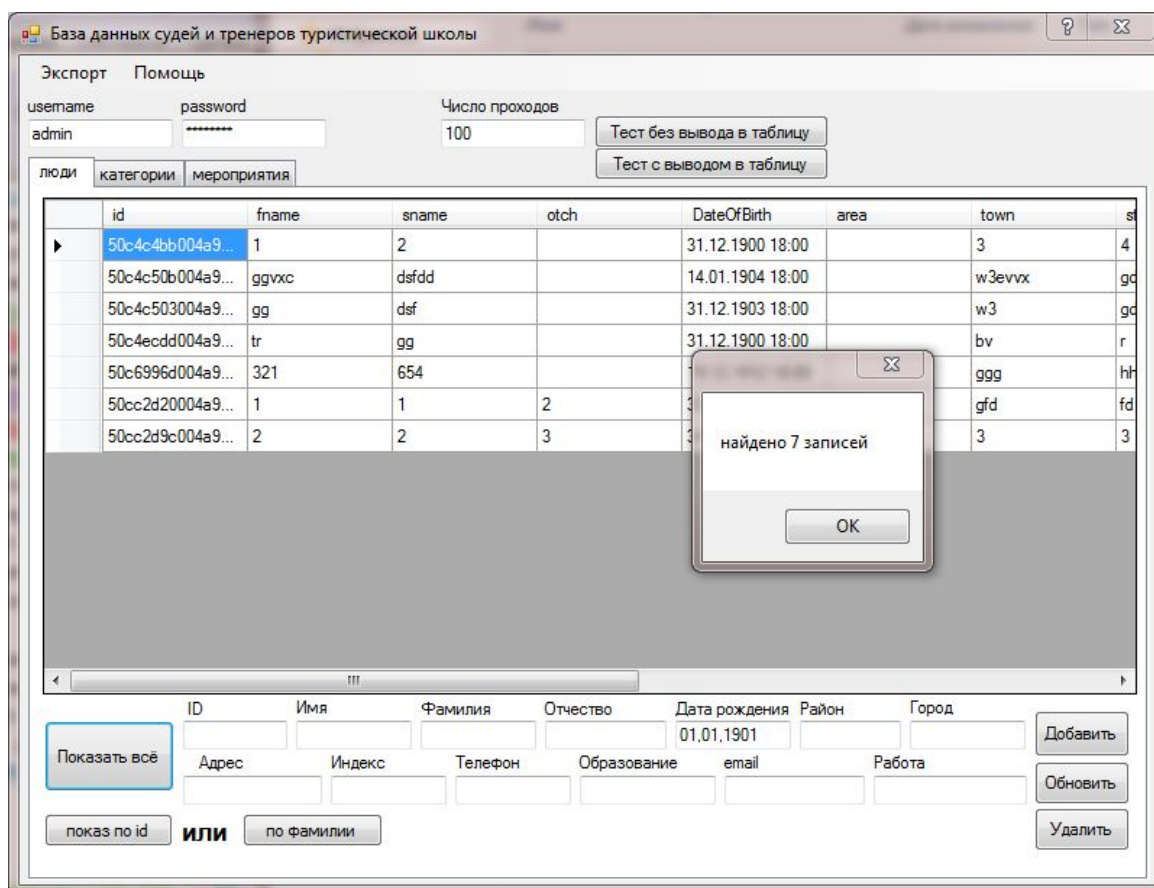 База данных судей и тренеров туристической школы
Экспорт Помощь
username password Число проходов
admin ******** 100 Тест без вывода в таблицу
Тест с выводом в таблицу
люди категории мероприятия
id fname sname otch DateOfBirth area town
50c4c4bb004a9... 1 2 31.12.1900 18:00 3 4
50c4c50b004a9... ggvxc dsfdd 14.01.1904 18:00 w3evvx
50c4c503004a9... gg dsf 31.12.1903 18:00 w3
50c4ecdd004a9... tr gg 31.12.1900 18:00 bv r
50c6996d004a9... 321 654 ggg
50cc2d20004a9... 1 1 2 gfd fd
50cc2d9c004a9... 2 2 3 3 3
найдено 7 записей
OK
ID Имя Фамилия Отчество Дата рождения Район Город
01,01,1901
Показать всё
Добавить
Адрес Индекс Телефон Образование email Работа
Обновить
показ по id или по фамилии Удалить